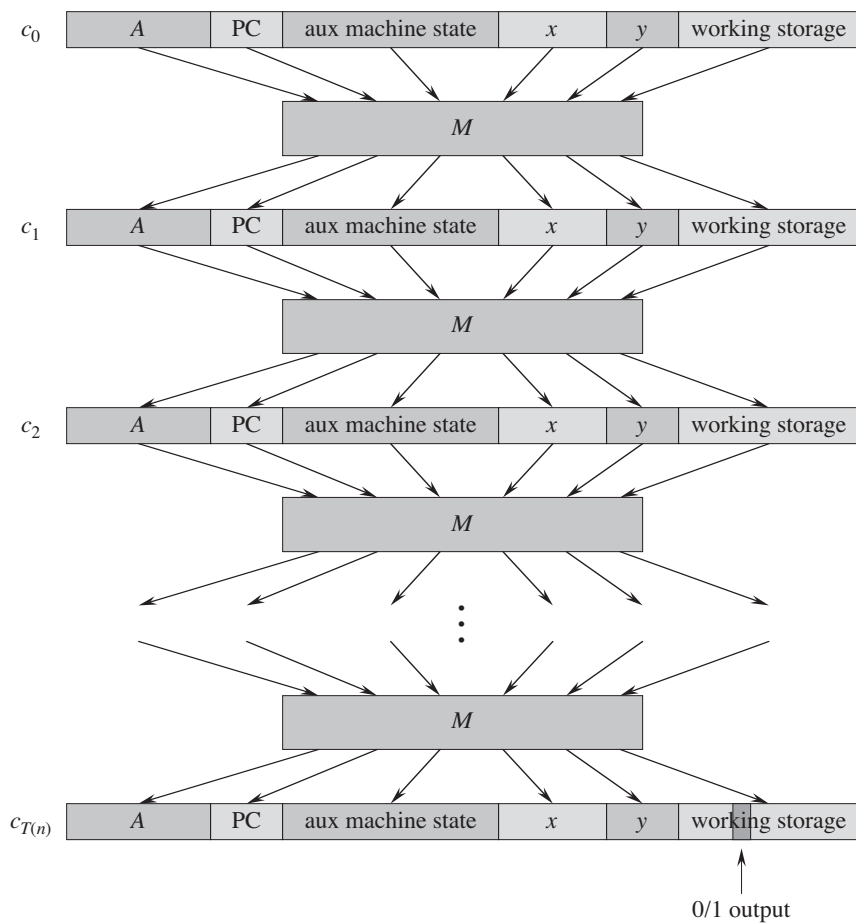 c0 A PC aux machine state x y working storage
M
c1 A PC aux machine state x y working storage
M
c2 A PC aux machine state x y working storage
M
M
cT(n) A PC aux machine state x y working storage
0/1 output